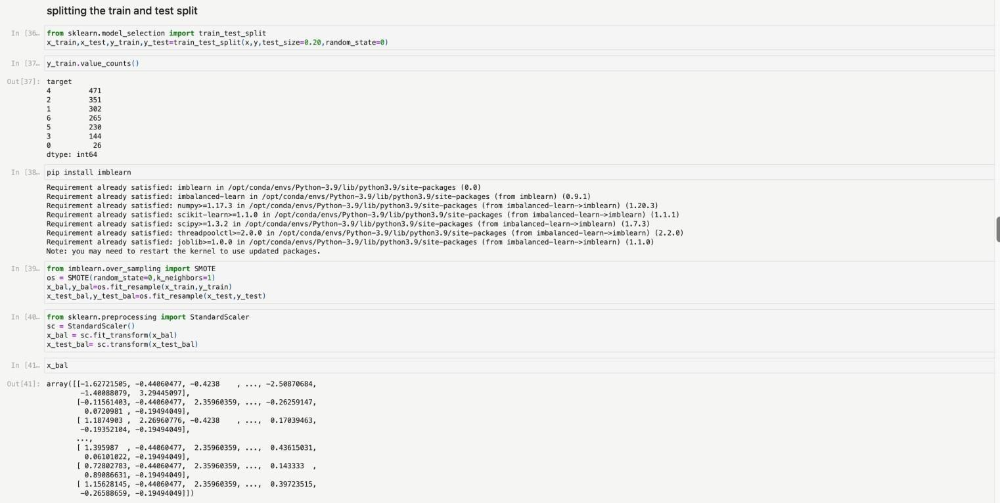 splitting the train and test split
In [36… from sklearn.model_selection import train_test_split
x_train,x_test,y_train,y_test=train_test_split(x,y,test_size=0.20,random_state=0)
In [37… y_train.value_counts()
Out[37]: target
4 471
2 351
1 302
6 265
5 230
3 144
0 26
dtype: int64
In [38… pip install imblearn
Requirement already satisfied: imblearn in /opt/conda/envs/Python-3.9/lib/python3.9/site-packages (0.0)
Requirement already satisfied: imbalanced-learn in /opt/conda/envs/Python-3.9/lib/python3.9/site-packages (from imblearn) (0.9.1)
Requirement already satisfied: numpy>=1.17.3 in /opt/conda/envs/Python-3.9/lib/python3.9/site-packages (from imbalanced-learn->imblearn) (1.20.3)
Requirement already satisfied: scikit-learn>=1.1.0 in /opt/conda/envs/Python-3.9/lib/python3.9/site-packages (from imbalanced-learn->imblearn) (1.1.1)
Requirement already satisfied: scipy>=1.3.2 in /opt/conda/envs/Python-3.9/lib/python3.9/site-packages (from imbalanced-learn->imblearn) (1.7.3)
Requirement already satisfied: threadpoolctl>=2.0.0 in /opt/conda/envs/Python-3.9/lib/python3.9/site-packages (from imbalanced-learn->imblearn) (2.2.0)
Requirement already satisfied: joblib>=1.0.0 in /opt/conda/envs/Python-3.9/lib/python3.9/site-packages (from imbalanced-learn->imblearn) (1.1.0)
Note: you may need to restart the kernel to use updated packages.
In [39… from imblearn.over_sampling import SMOTE
os = SMOTE(random_state=0,k_neighbors=1)
x_bal,y_bal=os.fit_resample(x_train,y_train)
x_test_bal,y_test_bal=os.fit_resample(x_test,y_test)
In [40… from sklearn.preprocessing import StandardScaler
sc = StandardScaler()
x_bal = sc.fit_transform(x_bal)
x_test_bal= sc.transform(x_test_bal)
In [41… x_bal
Out[41]: array([[-1.62721505, -0.44060477, -0.4238 , ..., -2.50870684,
-1.40088079, 3.29445097],
[-0.11561403, -0.44060477, 2.35960359, ..., -0.26259147,
0.0720981 , -0.19494049],
[ 1.1874903 , 2.26960776, -0.4238 , ..., 0.17039463,
-0.19352104, -0.19494049],
...,
[ 1.395987 , -0.44060477, 2.35960359, ..., 0.43615031,
0.06101022, -0.19494049],
[ 0.72802783, -0.44060477, 2.35960359, ..., 0.143333 ,
0.89086631, -0.19494049],
[ 1.15628145, -0.44060477, 2.35960359, ..., 0.39723515,
-0.26588659, -0.19494049]])